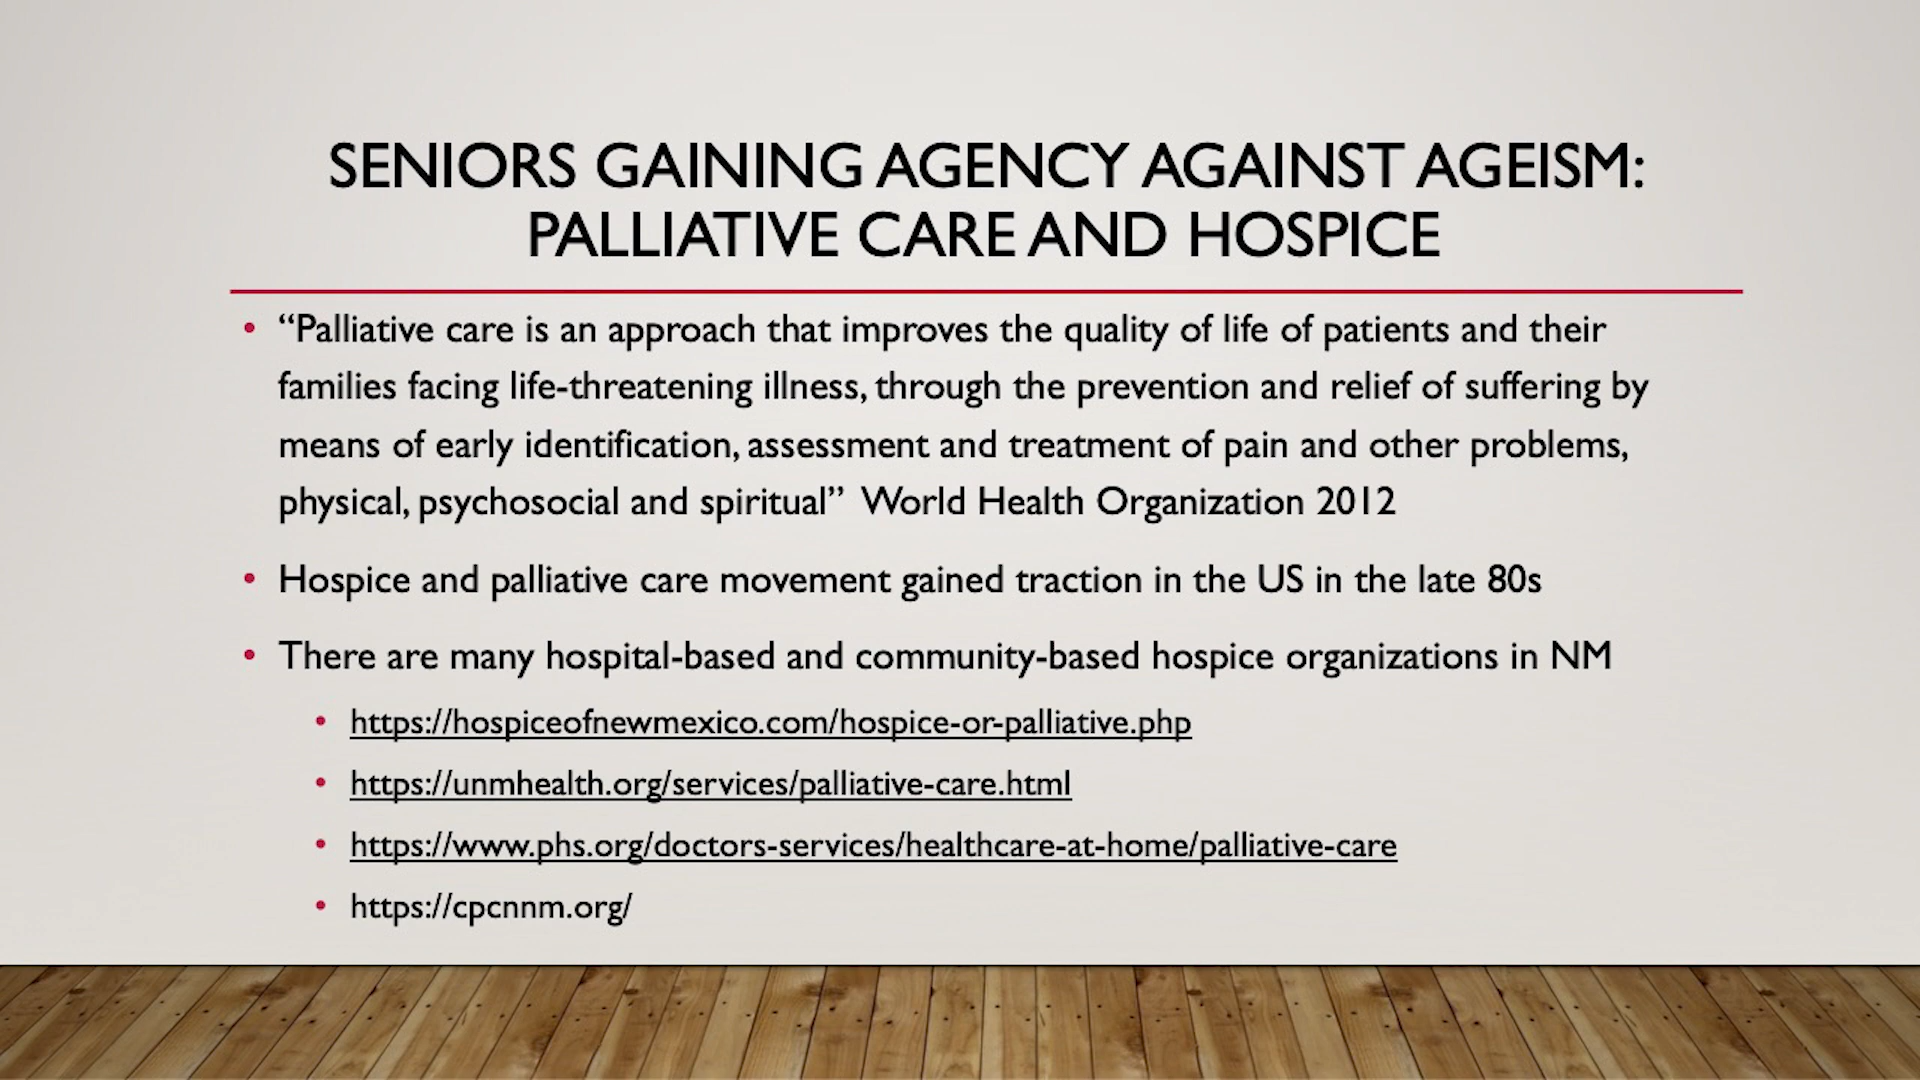 SENIORS GAINING AGENCY AGAINST AGEISM:
PALLIATIVE CARE AND HOSPICE
• “Palliative care is an approach that improves the quality of life of patients and their
families facing life-threatening illness, through the prevention and relief of suffering by
means of early identification, assessment and treatment of pain and other problems,
physical, psychosocial and spiritual” World Health Organization 2012
• Hospice and palliative care movement gained traction in the US in the late 80s
• There are many hospital-based and community-based hospice organizations in NM
• https://hospiceofnewmexico.com/hospice-or-palliative.php
• https://unmhealth.org/services/palliative-care.html
• https://www.phs.org/doctors-services/healthcare-at-home/palliative-care
• https://cpcnnm.org/